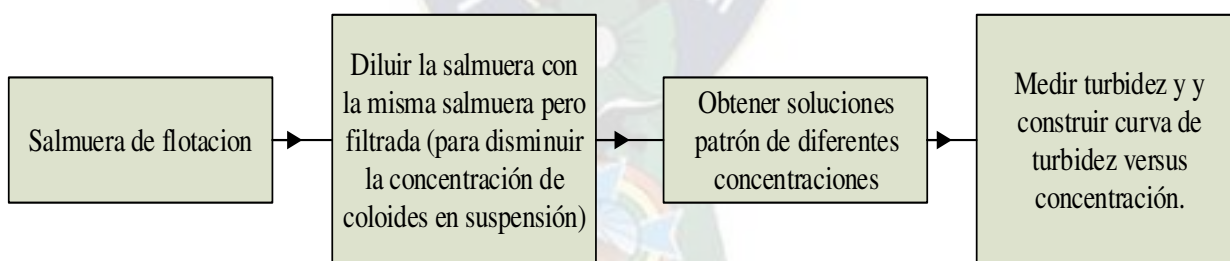 Salmuera de flotacion
Diluir la salmuera con
la misma salmuera pero
filtrada (para disminuir
la concentración de
coloides en suspensión)
Obtener soluciones
patrón de diferentes
concentraciones
Medir turbidez y y
construir curva de
turbidez versus
concentración.